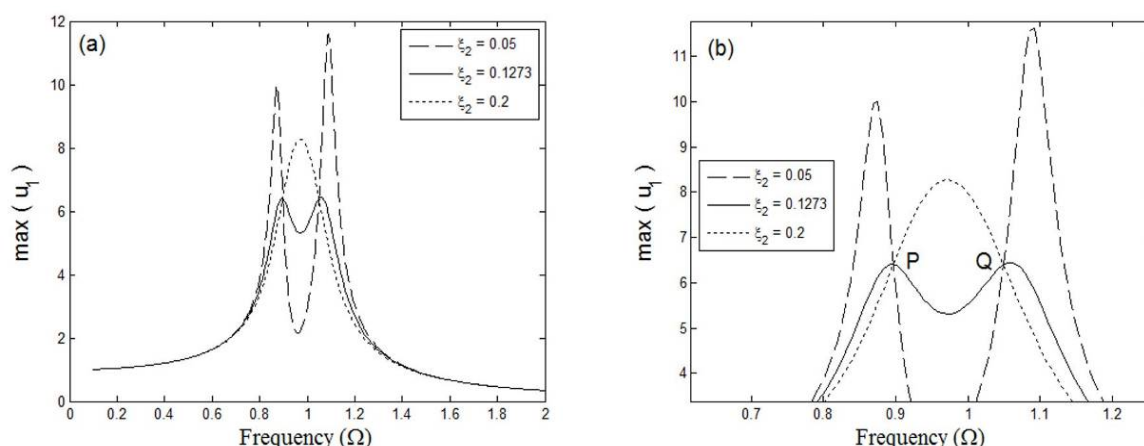 (a)
ξ2 = 0.05
ξ2 = 0.1273
ξ2 = 0.2
max ( u1 )
12
10
8
6
4
2
0
0 0.2 0.4 0.6 0.8 1 1.2 1.4 1.6 1.8 2
Frequency (Ω)
(b)
ξ2 = 0.05
ξ2 = 0.1273
ξ2 = 0.2
P Q
max ( u1 )
11
10
9
8
7
6
5
4
0.7 0.8 0.9 1 1.1 1.2
Frequency (Ω)